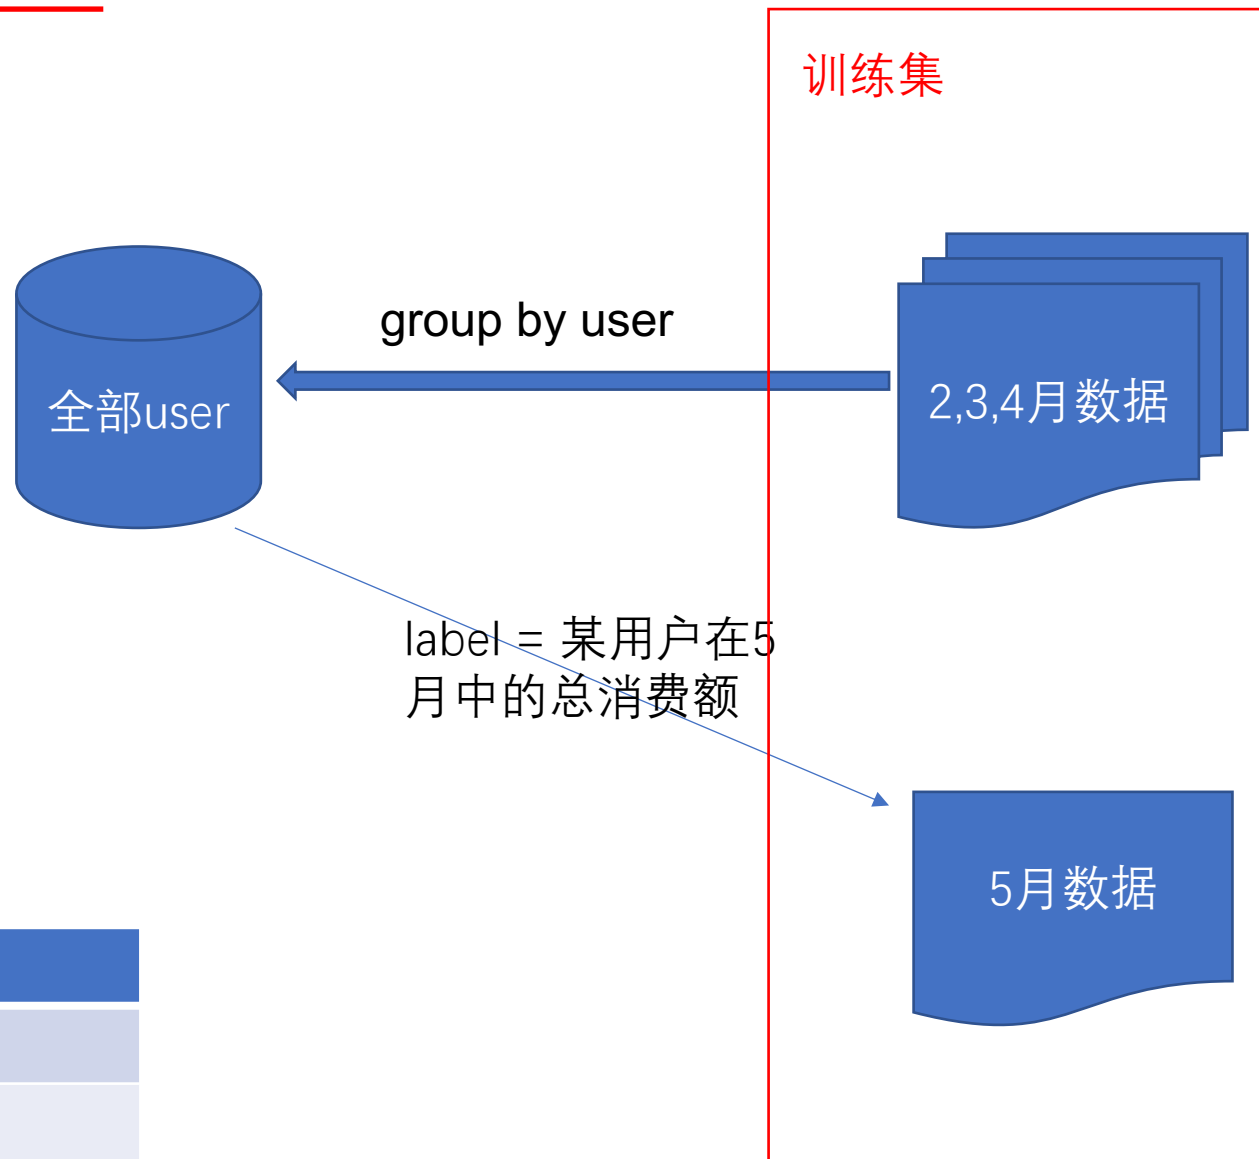 训练集
group by user
全部user
2,3,4月数据
label = 某用户在5
月中的总消费额
5月数据